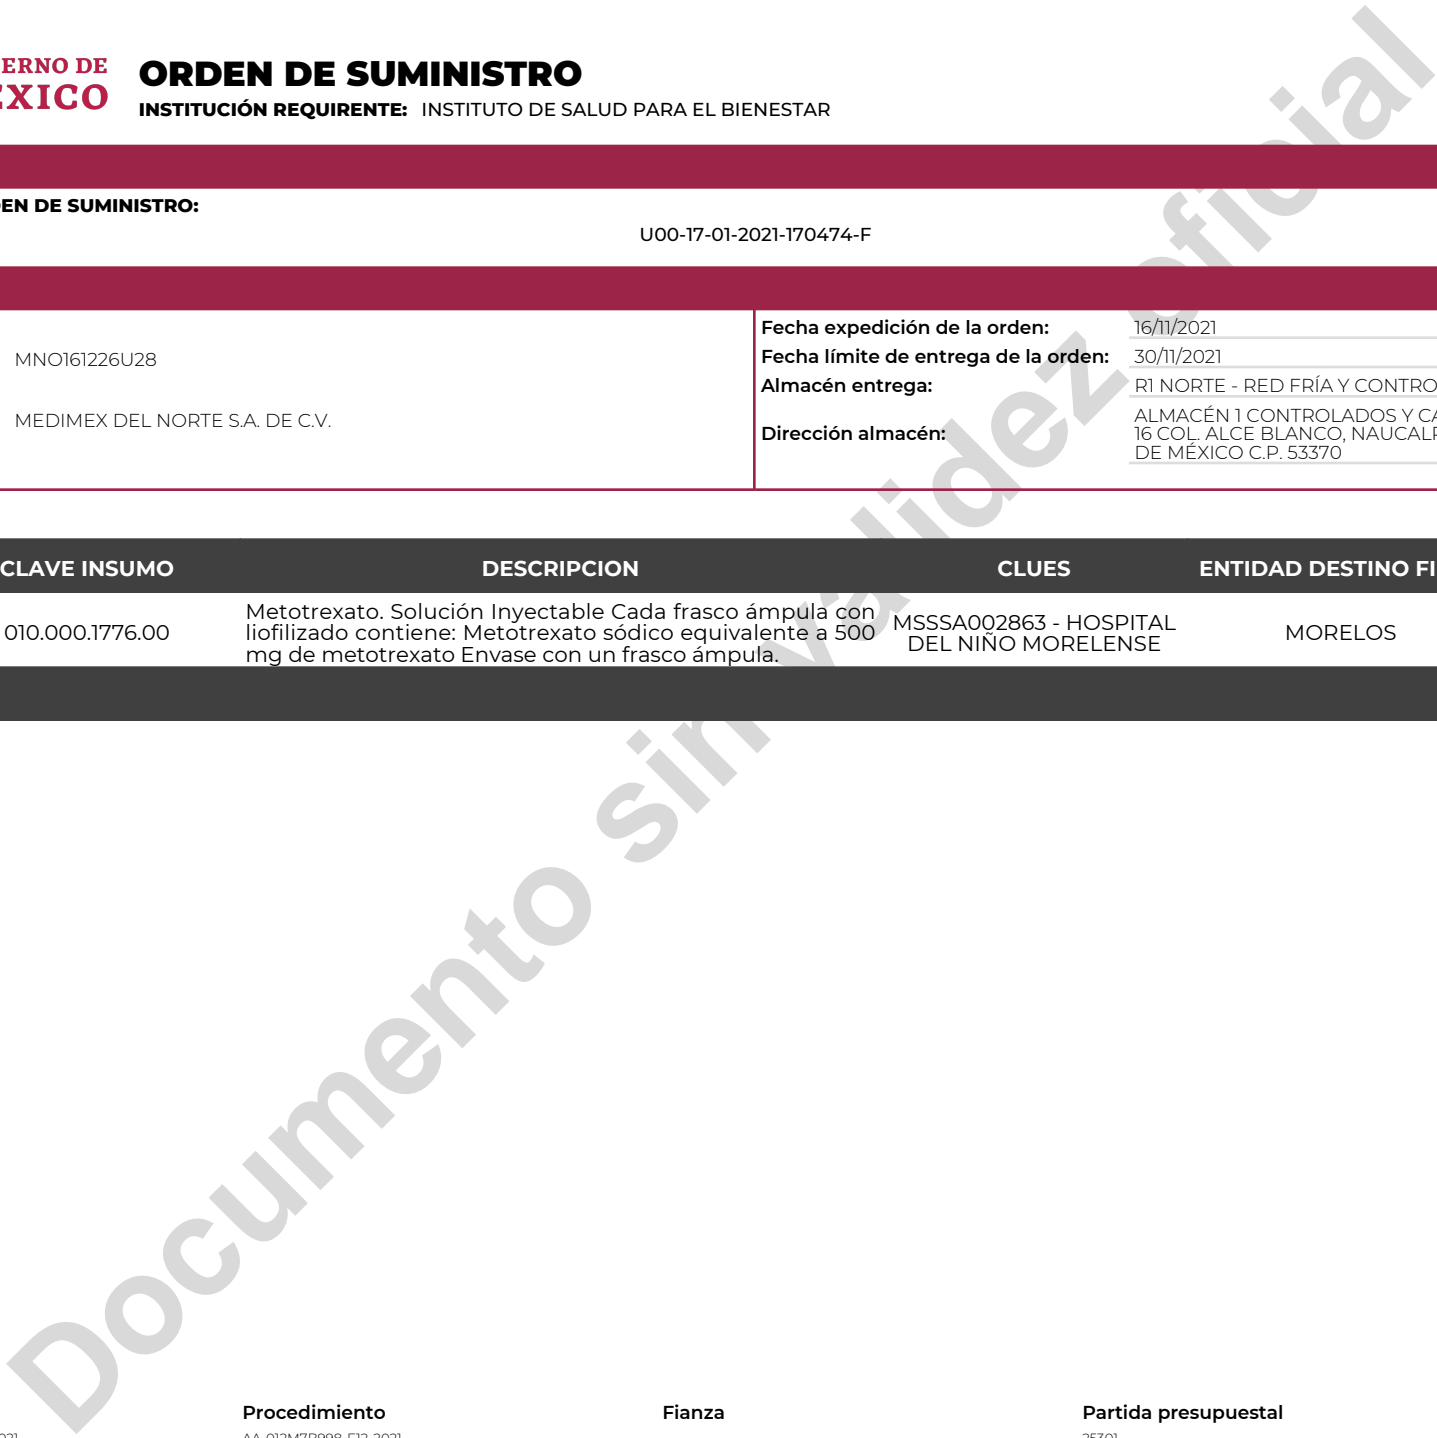 ERNO DE
ORDEN DE SUMINISTRO
INSTITUCIÓN REQUIRENTE: INSTITUTO DE SALUD PARA EL BIENESTAR
EN DE SUMINISTRO:
U00-17-01-2021-170474-F
MNO161226U28
MEDIMEX DEL NORTE S.A. DE C.V.
Fecha expedición de la orden: 16/11/2021
Fecha límite de entrega de la orden: 30/11/2021
Almacén entrega: R1 NORTE - RED FRÍA Y CONTRO
Dirección almacén: ALMACÉN 1 CONTROLADOS Y CA
16 COL. ALCE BLANCO, NAUCALP
DE MÉXICO C.P. 53370
CLAVE INSUMO DESCRIPCION CLUES ENTIDAD DESTINO FI
010.000.1776.00
Metotrexato. Solución Inyectable Cada frasco ámpula con
liofilizado contiene: Metotrexato sódico equivalente a 500
mg de metotrexato Envase con un frasco ámpula.
MSSSA002863 - HOSPITAL
DEL NIÑO MORELENSE
MORELOS
Documento sin validez oficial
Procedimiento Fianza Partida presupuestal